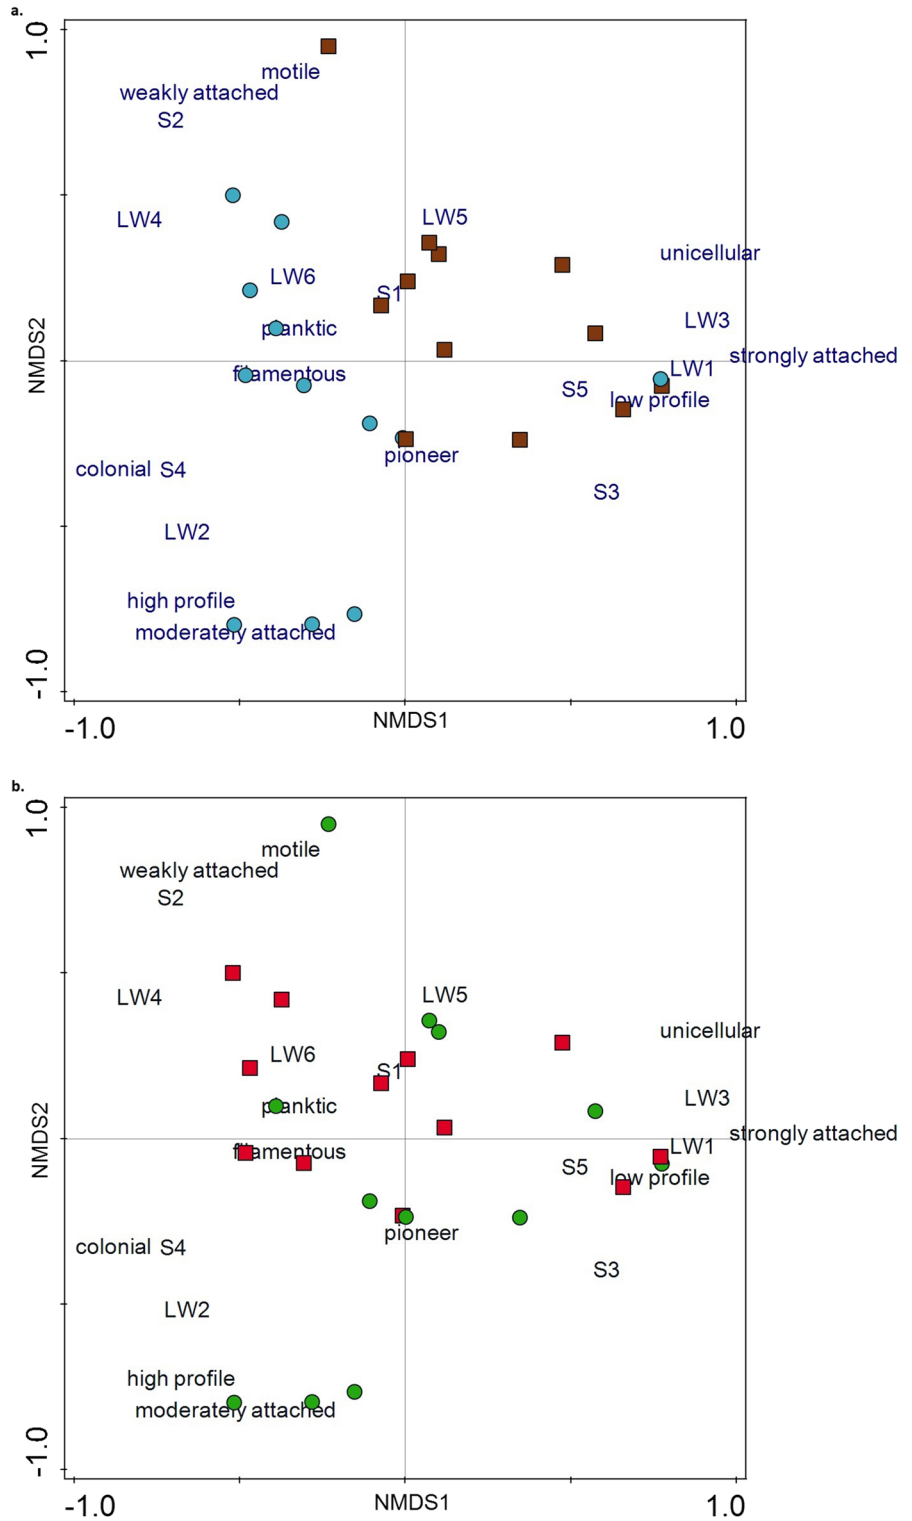 a.
1.0
motile
weakly attached
S2
LW4
LW5
unicellular
LW6
S1
LW3
planktic
NMDS2
strongly attached
LW1
filamentous
S5
low profile
pioneer
colonial S4
S3
LW2
high profile
moderately attached
-1.0
NMDS1
-1.0
1.0
b.
1.0
motile
weakly attached
S2
LW4
LW5
unicellular
LW6
S1
LW3
planktic
NMDS2
strongly attached
LW1
filamentous
S5
low profile
pioneer
colonial S4
S3
LW2
high profile
moderately attached
-1.0
NMDS1
-1.0
1.0